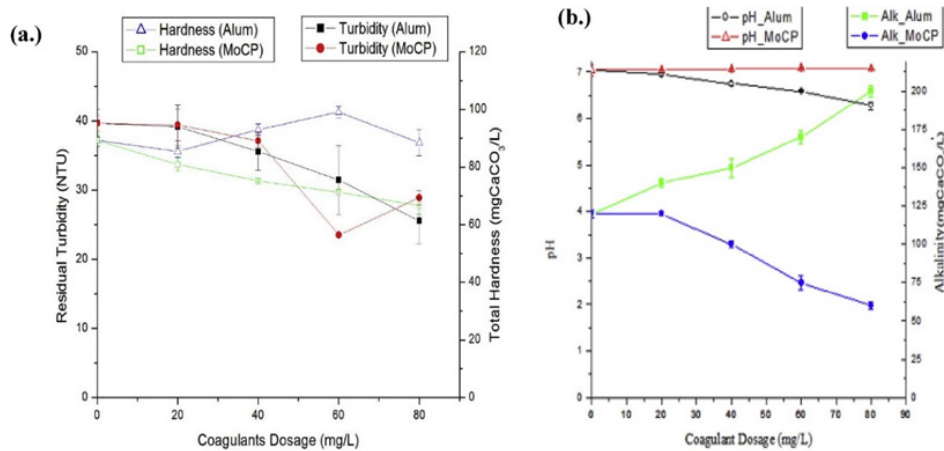 (a.)
Hardness (Alum)
Hardness (MoCP)
Turbidity (Alum)
Turbidity (MoCP)
50
40
30
20
10
0
Residual Turbidity (NTU)
120
100
80
60
40
20
0
Total Hardness (mgCaCO3/L)
0 20 40 60 80
Coagulants Dosage (mg/L)
(b.)
pH_Alum
pH_MoCP
Alk_Alum
Alk_MoCP
7
6
5
4
3
2
1
0
pH
200
175
150
125
100
75
50
25
0
Alkalinity(mgCaCO/L)
0 10 20 30 40 50 60 70 80 90
Coagulant Dosage (mg/L)